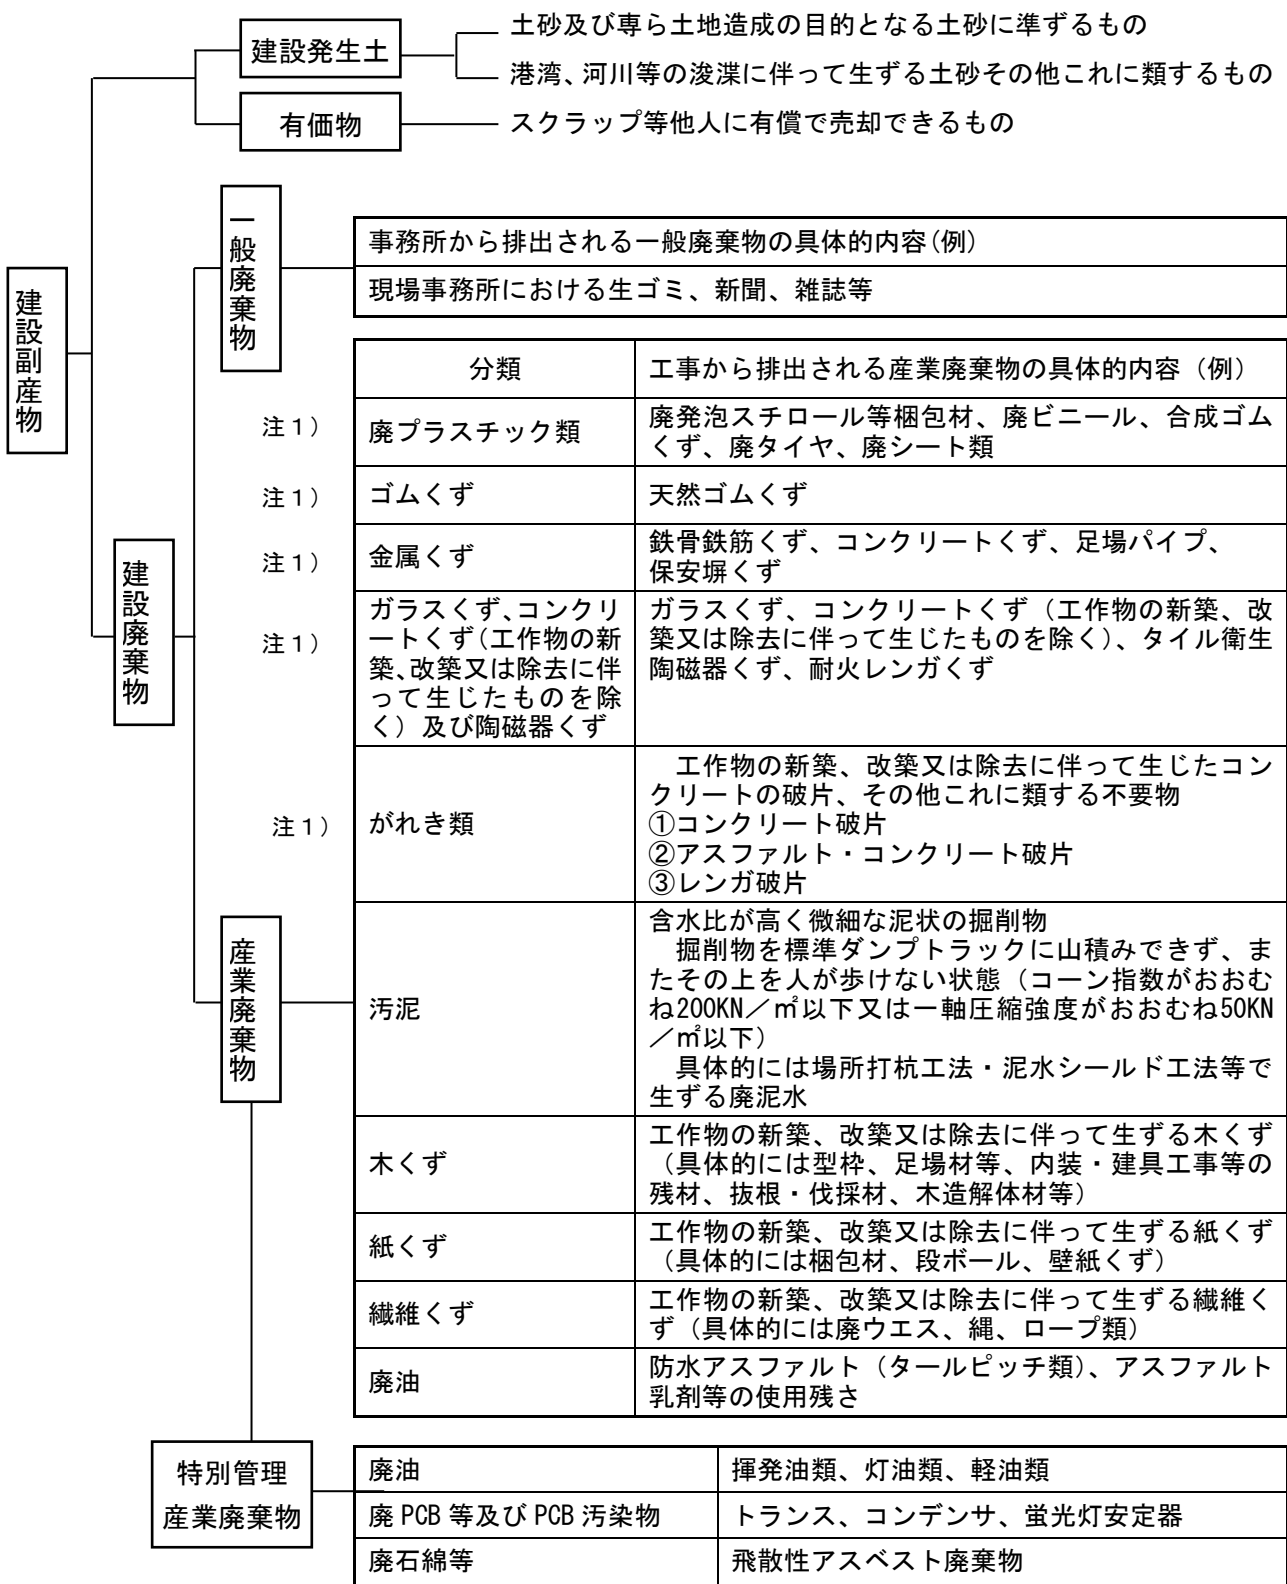 建設発生土
土砂及び専ら土地造成の目的となる土砂に準ずるもの
港湾、河川等の浚渫に伴って生ずる土砂その他これに類するもの
有価物
スクラップ等他人に有償で売却できるもの
建設副産物
一般廃棄物
事務所から排出される一般廃棄物の具体的内容(例)
現場事務所における生ゴミ、新聞、雑誌等
建設廃棄物
分類
工事から排出される産業廃棄物の具体的内容（例）
注１）
廃プラスチック類
廃発泡スチロール等梱包材、廃ビニール、合成ゴム
くず、廃タイヤ、廃シート類
注１）
ゴムくず
天然ゴムくず
注１）
金属くず
鉄骨鉄筋くず、コンクリートくず、足場パイプ、
保安塀くず
注１）
ガラスくず、コンクリ
ートくず（工作物の新
築、改築又は除去に伴
って生じたものを除
く）及び陶磁器くず
ガラスくず、コンクリートくず（工作物の新築、改
築又は除去に伴って生じたものを除く）、タイル衛生
陶磁器くず、耐火レンガくず
注１）
がれき類
工作物の新築、改築又は除去に伴って生じたコン
クリートの破片、その他これに類する不要物
①コンクリート破片
②アスファルト・コンクリート破片
③レンガ破片
産業廃棄物
汚泥
含水比が高く微細な泥状の掘削物
掘削物を標準ダンプトラックに山積みできず、ま
たその上を人が歩けない状態（コーン指数がおおむ
ね200KN／㎡以下又は一軸圧縮強度がおおむね50KN
／㎡以下）
具体的には場所打杭工法・泥水シールド工法等で
生ずる廃泥水
木くず
工作物の新築、改築又は除去に伴って生ずる木くず
（具体的には型枠、足場材等、内装・建具工事等の
残材、抜根・伐採材、木造解体材等）
紙くず
工作物の新築、改築又は除去に伴って生ずる紙くず
（具体的には梱包材、段ボール、壁紙くず）
繊維くず
工作物の新築、改築又は除去に伴って生ずる繊維く
ず（具体的には廃ウエス、縄、ロープ類）
廃油
防水アスファルト（タールピッチ類）、アスファルト
乳剤等の使用残さ
特別管理
産業廃棄物
廃油
揮発油類、灯油類、軽油類
廃 PCB 等及び PCB 汚染物
トランス、コンデンサ、蛍光灯安定器
廃石綿等
飛散性アスベスト廃棄物